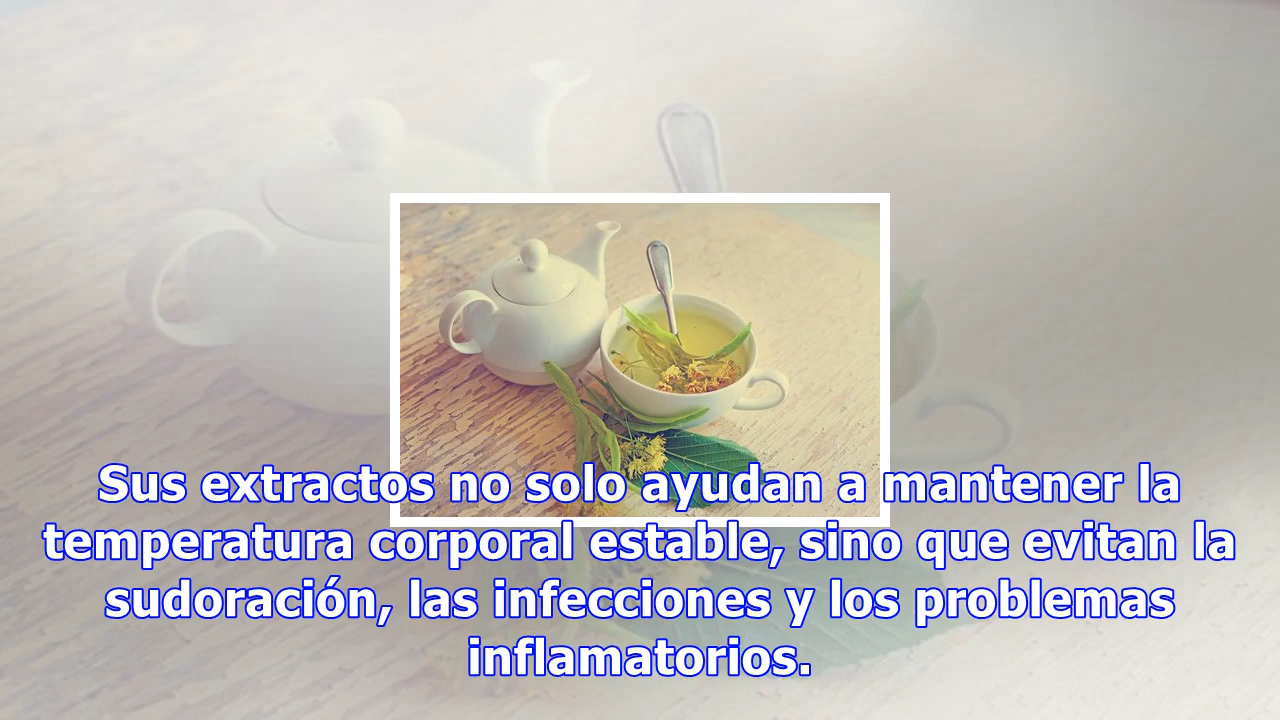 Sus extractos no solo ayudan a mantener la
temperatura corporal estable, sino que evitan la
sudoración, las infecciones y los problemas
inflamatorios.